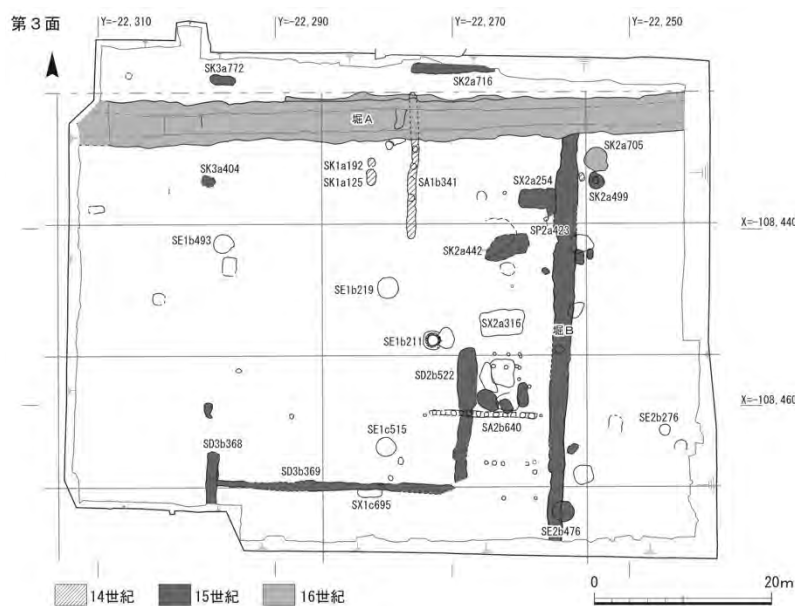 第3面
Y=-22,310
Y=-22,290
Y=-22,270
Y=-22,250
SK3a772
SK2a716
堀A
SK2a705
SK3a404
SK1a192
SK1a125
SA1b341
SX2a254
SK2a499
SP2a423
X=-108,440
SE1b493
SK2a442
SE1b219
SX2a316
堀B
SE1b211
SD2b522
X=-108,460
SE1c515
SA2b640
SE2b276
SD3b368
SD3b369
SX1c695
SE2b476
14世紀
15世紀
16世紀
0
20m